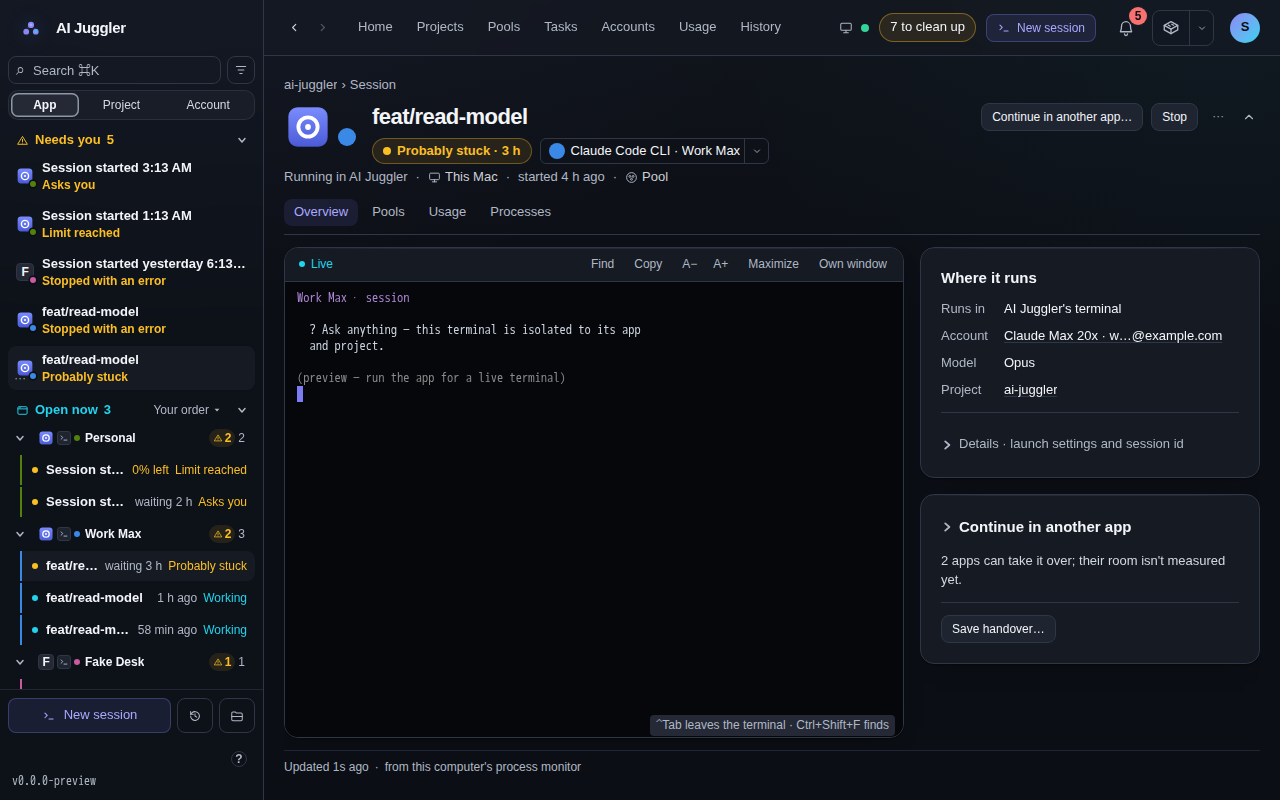 AI Juggler
Search ⌘K
App Project Account
Needs you 5
Session started 3:13 AM
Asks you
Session started 1:13 AM
Limit reached
F
Session started yesterday 6:13…
Stopped with an error
feat/read-model
Stopped with an error
feat/read-model
Probably stuck
Open now 3 Your order
Personal 2 2
Session st… 0% left Limit reached
Session st… waiting 2 h Asks you
Work Max 2 3
feat/re… waiting 3 h Probably stuck
feat/read-model 1 h ago Working
feat/read-m… 58 min ago Working
F Fake Desk 1 1
New session
?
v0.0.0-preview
Home Projects Pools Tasks Accounts Usage History
7 to clean up
New session
5
S
ai-juggler › Session
feat/read-model
Continue in another app… Stop …
Probably stuck · 3 h
Claude Code CLI · Work Max
Running in AI Juggler · This Mac · started 4 h ago · Pool
Overview Pools Usage Processes
Live Find Copy A− A+ Maximize Own window
Work Max · session
? Ask anything — this terminal is isolated to its app
and project.
(preview — run the app for a live terminal)
^Tab leaves the terminal · Ctrl+Shift+F finds
Where it runs
Runs in AI Juggler's terminal
Account Claude Max 20x · w…@example.com
Model Opus
Project ai-juggler
Details · launch settings and session id
Continue in another app
2 apps can take it over; their room isn't measured
yet.
Save handover…
Updated 1s ago · from this computer's process monitor